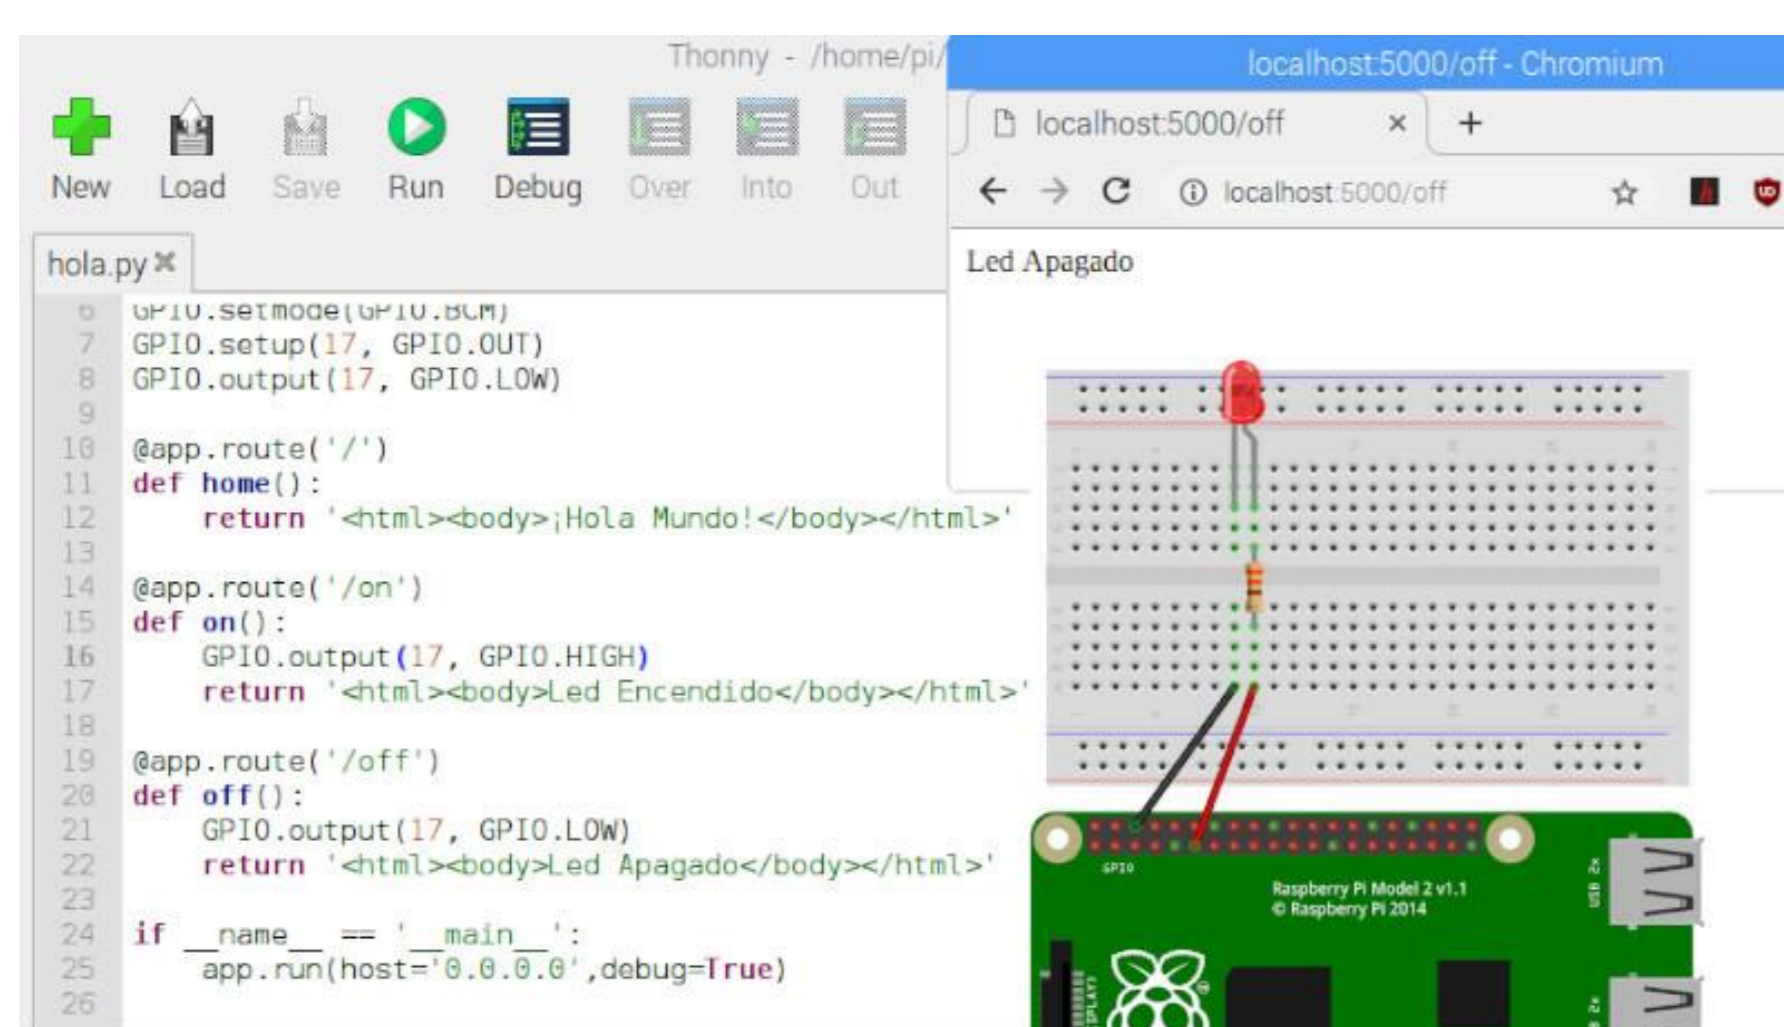 Thonny - /home/pi/
New Load Save Run Debug Over Into Out
hola.py
6 GPIO.setmode(GPIO.BCM)
7 GPIO.setup(17, GPIO.OUT)
8 GPIO.output(17, GPIO.LOW)
9
10 @app.route('/')
11 def home():
12 return '<html><body>¡Hola Mundo!</body></html>'
13
14 @app.route('/on')
15 def on():
16 GPIO.output(17, GPIO.HIGH)
17 return '<html><body>Led Encendido</body></html>'
18
19 @app.route('/off')
20 def off():
21 GPIO.output(17, GPIO.LOW)
22 return '<html><body>Led Apagado</body></html>'
23
24 if __name__ == '__main__':
25 app.run(host='0.0.0.0',debug=True)
26
localhost:5000/off - Chromium
localhost:5000/off
localhost:5000/off
Led Apagado
GPIO
Raspberry Pi Model 2 v1.1
© Raspberry Pi 2014
USB 2x